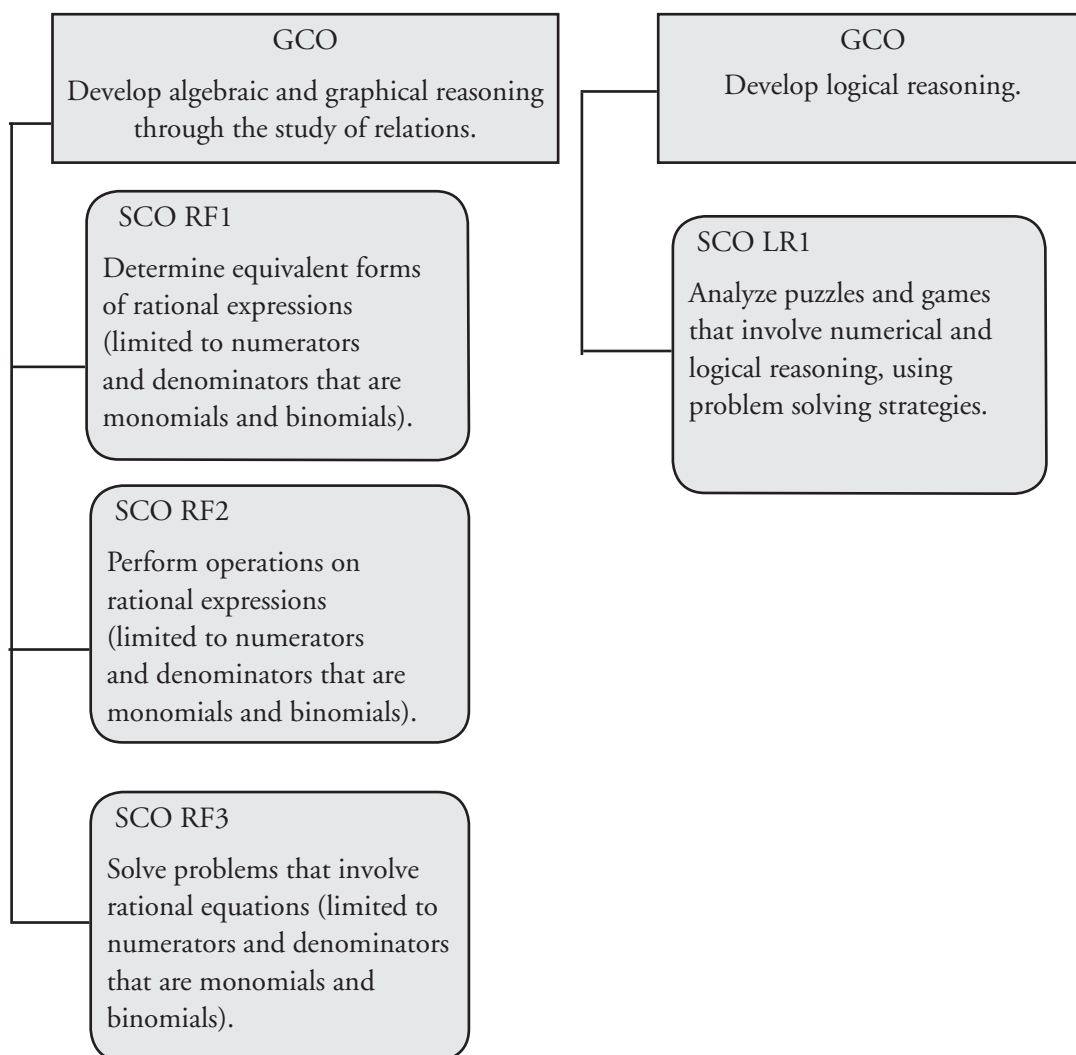 GCO
Develop algebraic and graphical reasoning
through the study of relations.
SCO RF1
Determine equivalent forms
of rational expressions
(limited to numerators
and denominators that are
monomials and binomials).
SCO RF2
Perform operations on
rational expressions
(limited to numerators
and denominators that are
monomials and binomials).
SCO RF3
Solve problems that involve
rational equations (limited to
numerators and denominators
that are monomials and
binomials).
GCO
Develop logical reasoning.
SCO LR1
Analyze puzzles and games
that involve numerical and
logical reasoning, using
problem solving strategies.